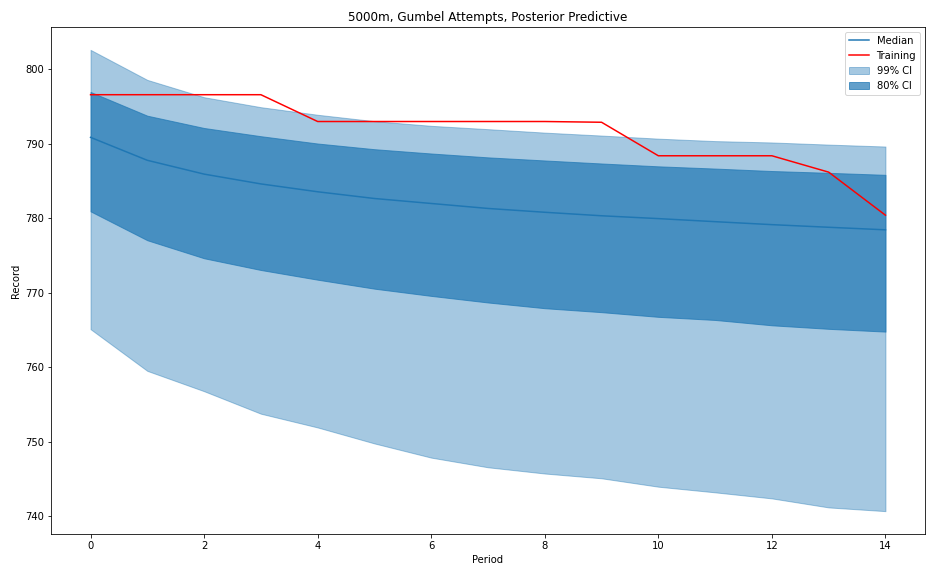 5000m, Gumbel Attempts, Posterior Predictive
Median
Training
99% CI
80% CI
800
790
780
770
760
750
740
Record
0 2 4 6 8 10 12 14
Period